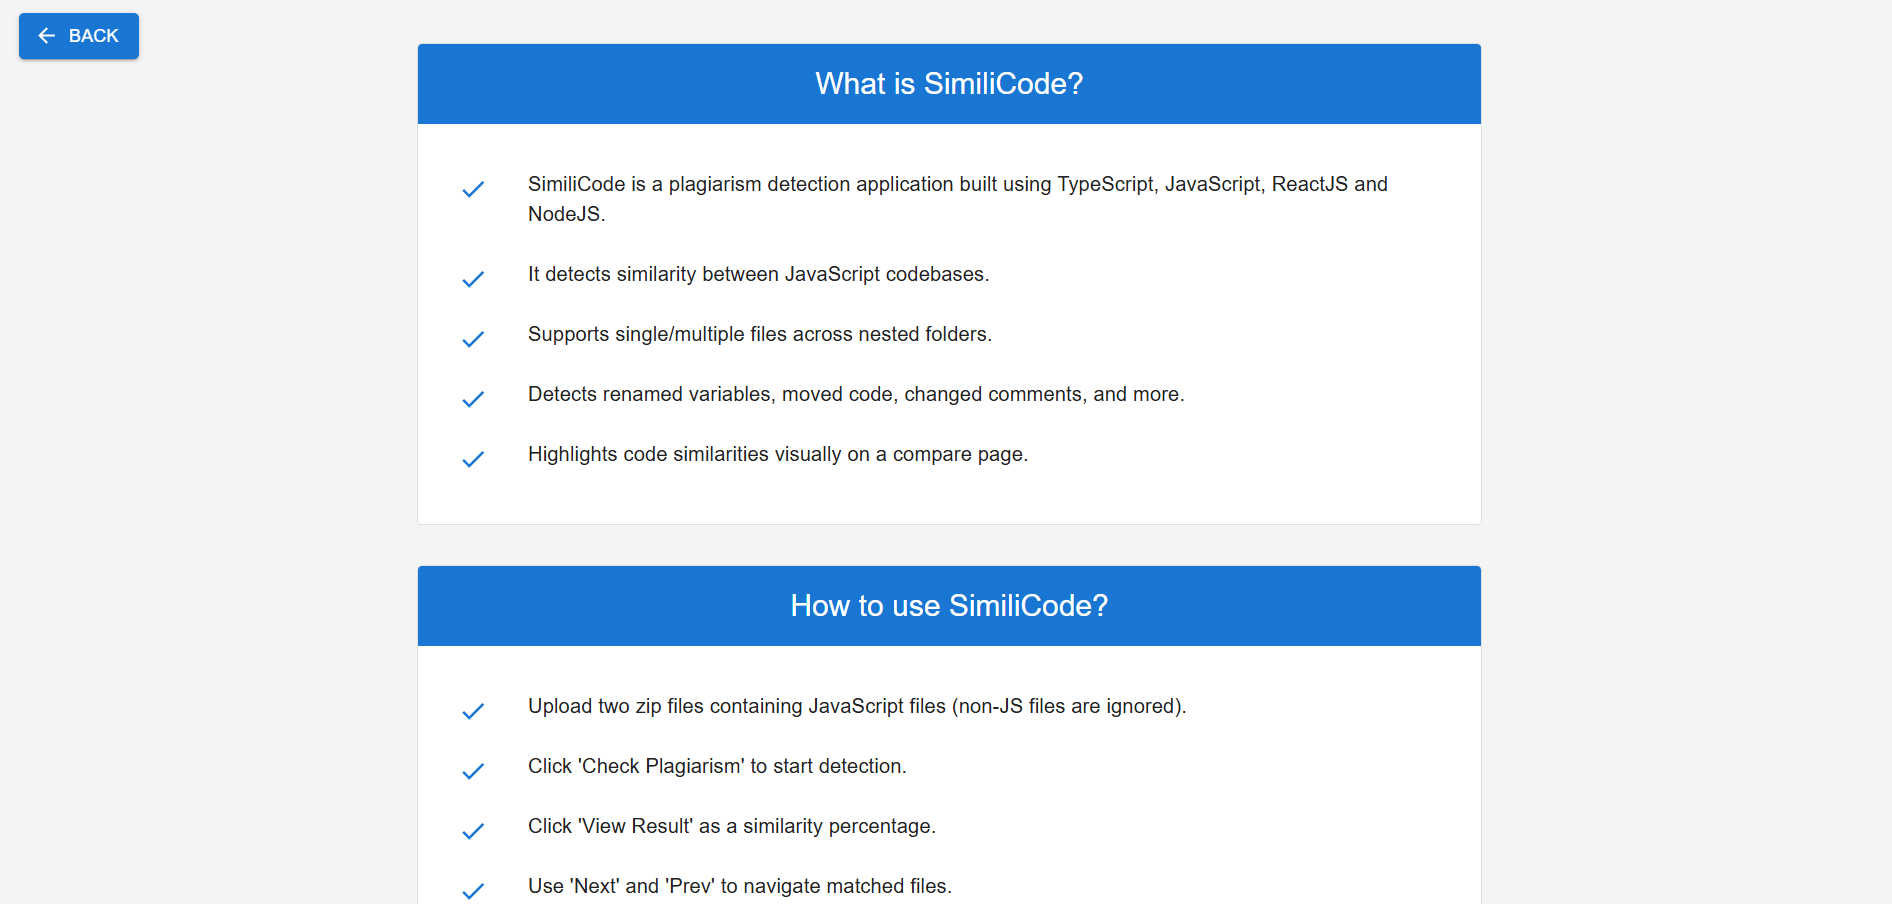 BACK
What is SimiliCode?
SimiliCode is a plagiarism detection application built using TypeScript, JavaScript, ReactJS and
NodeJS.
It detects similarity between JavaScript codebases.
Supports single/multiple files across nested folders.
Detects renamed variables, moved code, changed comments, and more.
Highlights code similarities visually on a compare page.
How to use SimiliCode?
Upload two zip files containing JavaScript files (non-JS files are ignored).
Click 'Check Plagiarism' to start detection.
Click 'View Result' as a similarity percentage.
Use 'Next' and 'Prev' to navigate matched files.